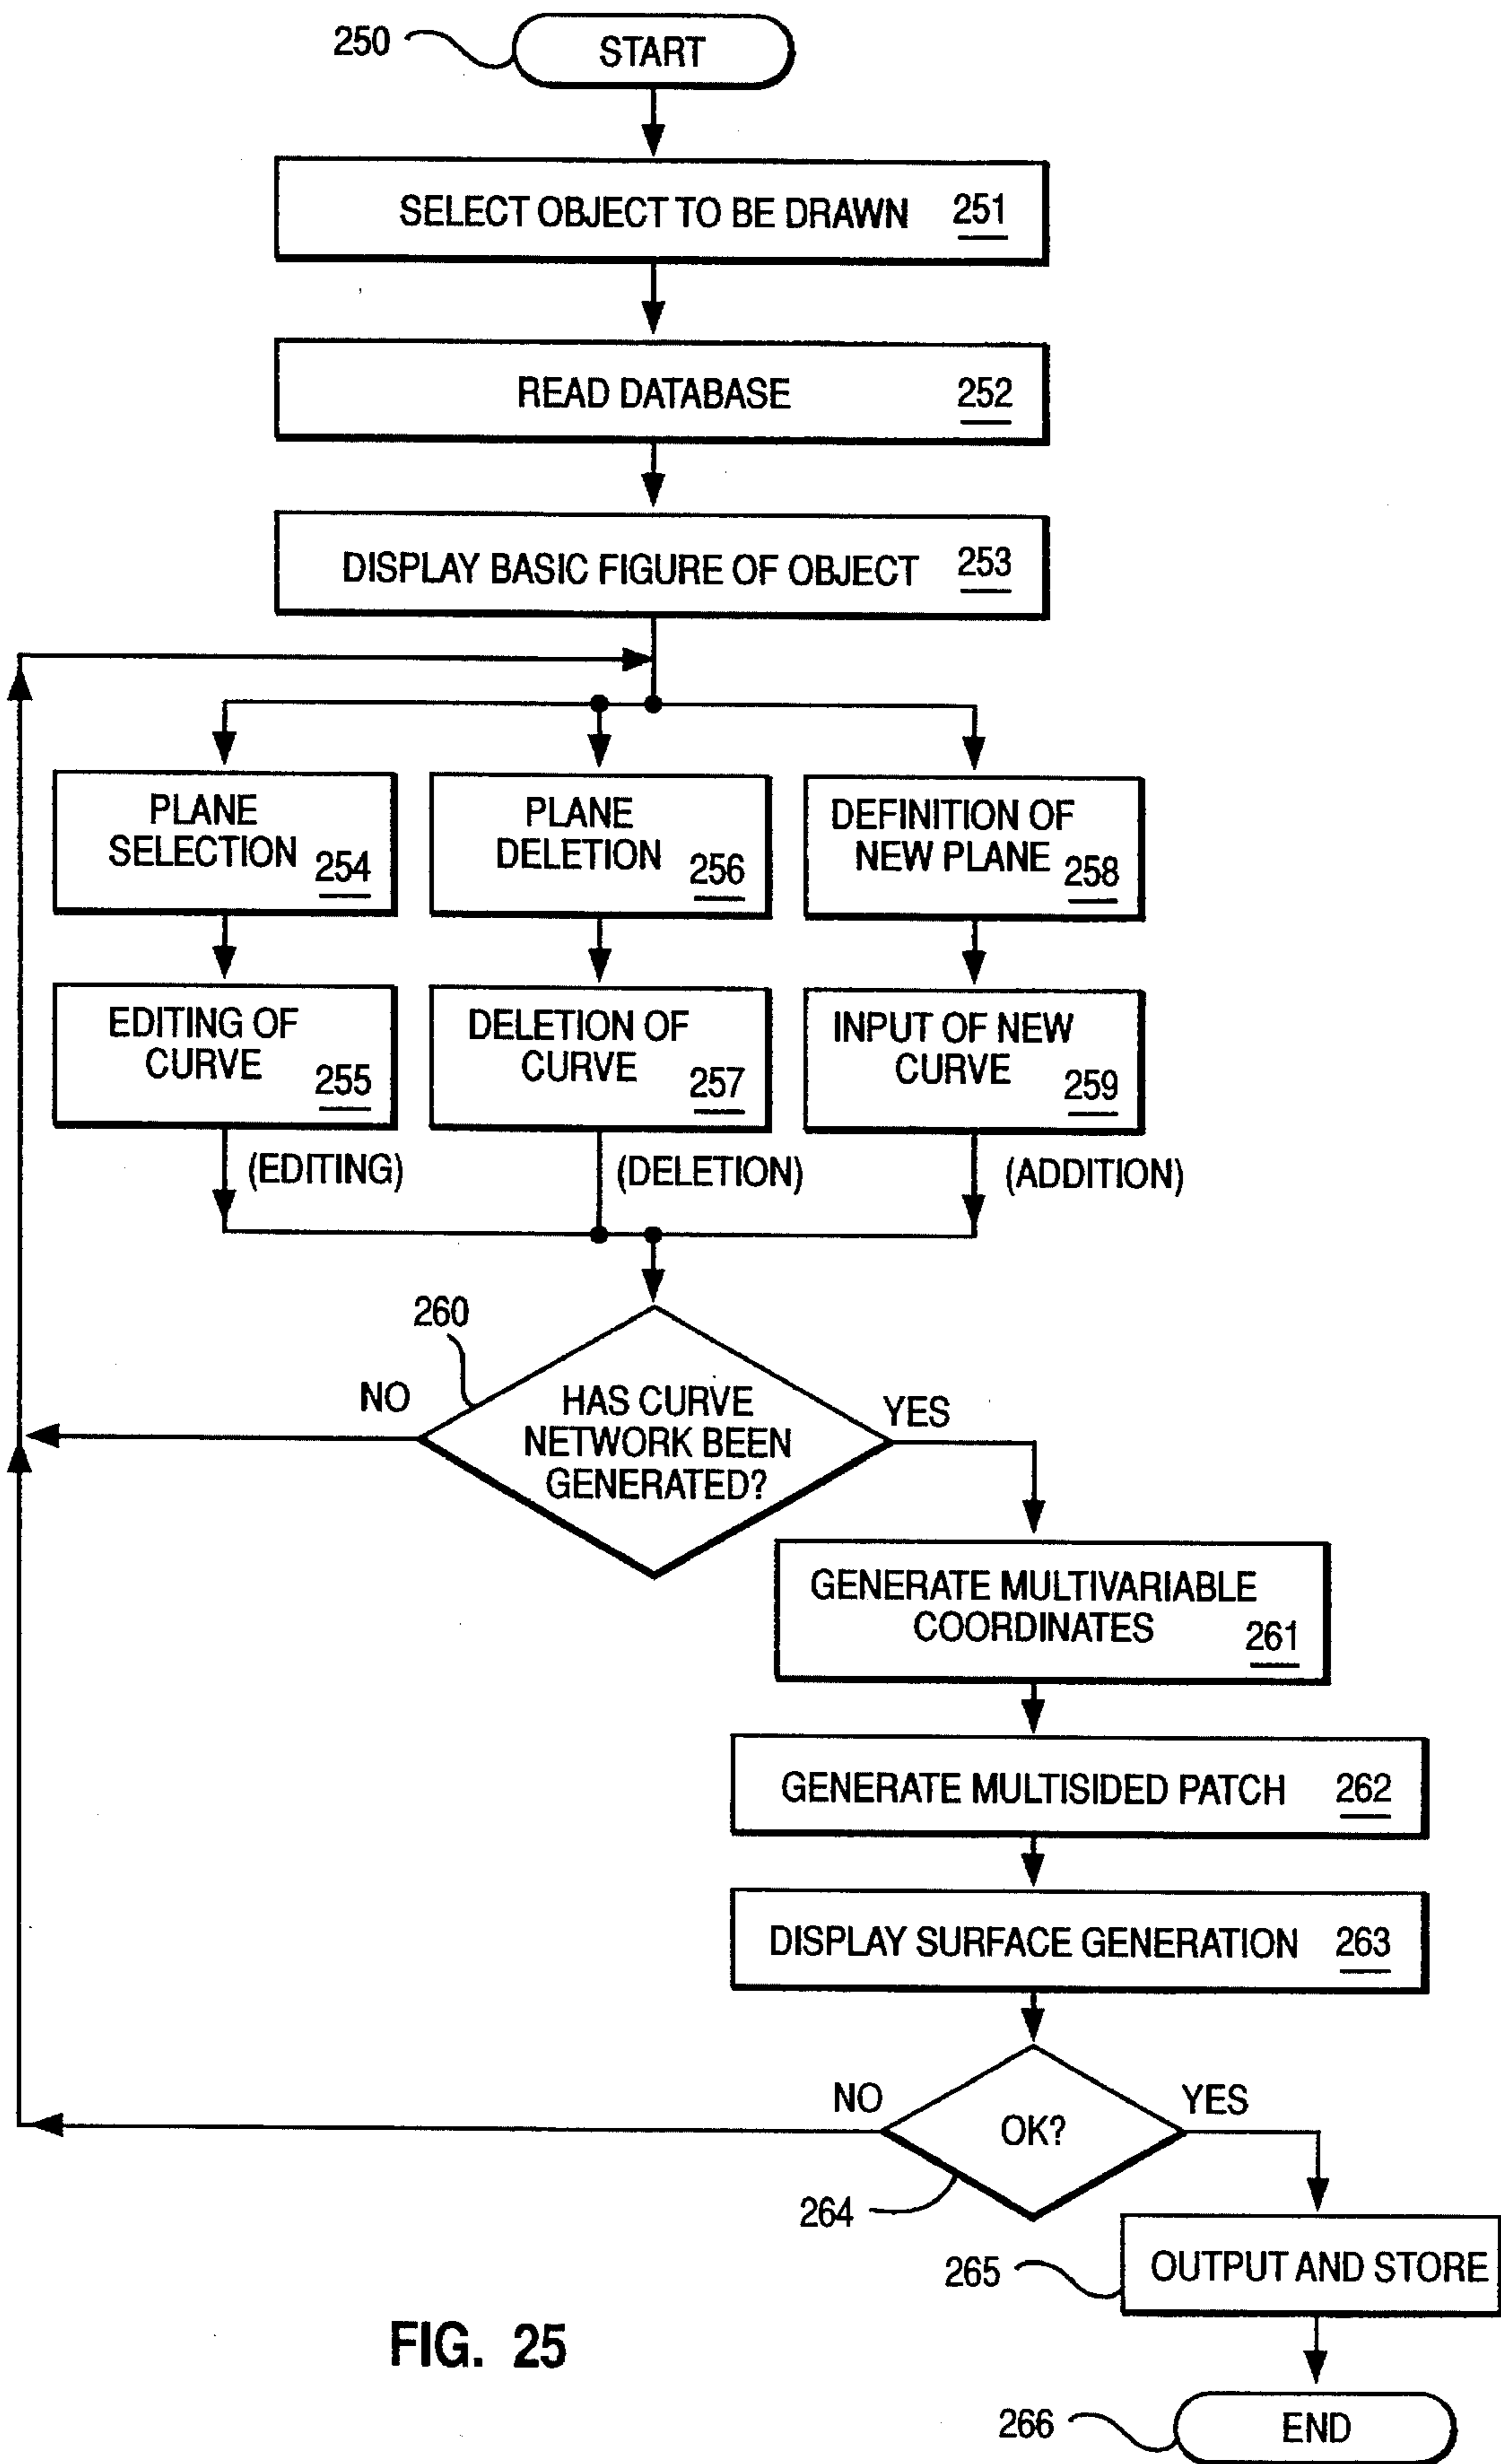 250
START
SELECT OBJECT TO BE DRAWN 251
READ DATABASE 252
DISPLAY BASIC FIGURE OF OBJECT 253
PLANE
SELECTION 254
PLANE
DELETION 256
DEFINITION OF
NEW PLANE 258
EDITING OF
CURVE 255
DELETION OF
CURVE 257
INPUT OF NEW
CURVE 259
(EDITING)
(DELETION)
(ADDITION)
260
NO
HAS CURVE
NETWORK BEEN
GENERATED?
YES
GENERATE MULTIVARIABLE
COORDINATES 261
GENERATE MULTISIDED PATCH 262
DISPLAY SURFACE GENERATION 263
NO
OK?
YES
264
265
OUTPUT AND STORE
FIG. 25
266
END